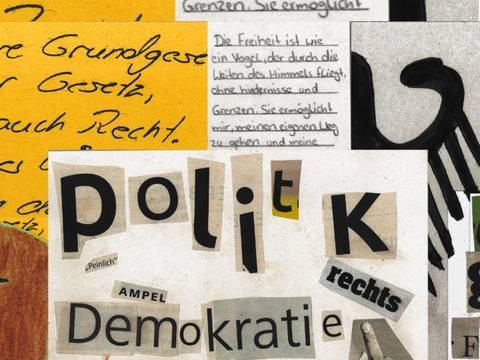 Grenzen. Sie ermöglicht
re Grundgese
Gesetz,
auch Recht.
Die Freiheit ist wie
ein Vogel, der durch die
Weiten des Himmels fliegt,
ohne hindernisse und
Grenzen. Sie ermöglicht
mir, meinen eigenen Weg
zu gehen und meine
politK
„Peinlich“
rechts
AMPEL
Demokratie
F